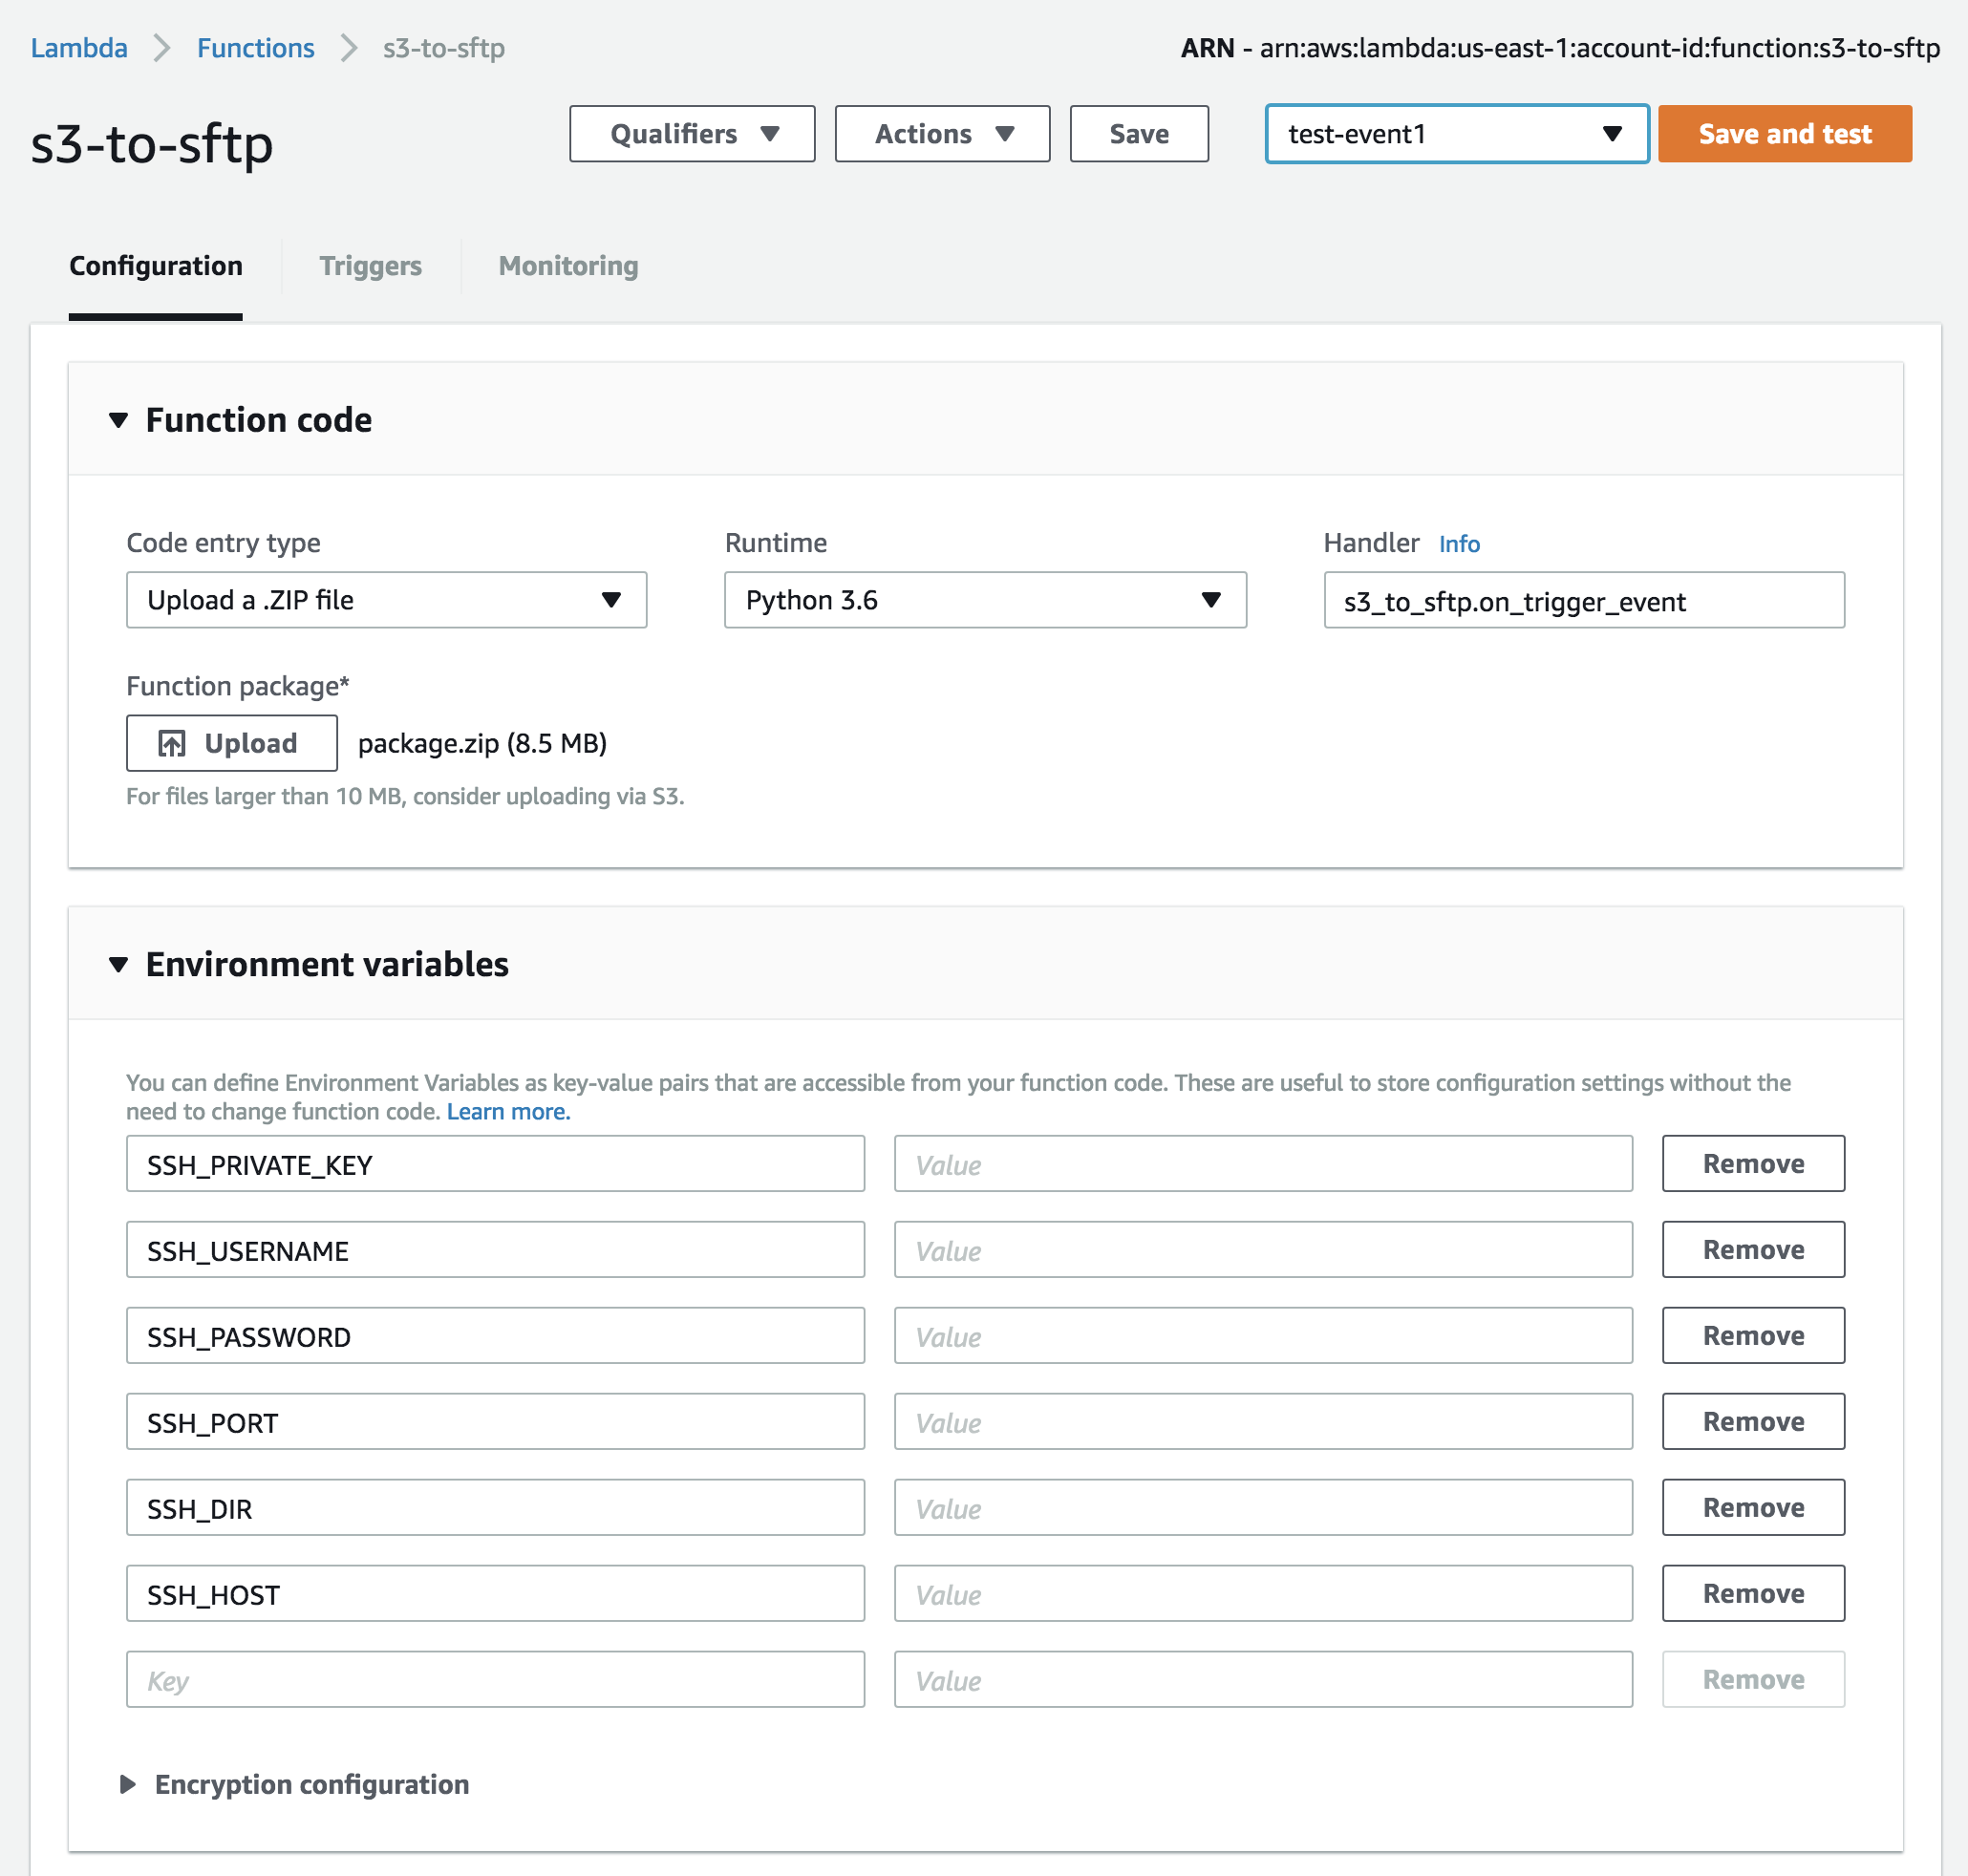 Lambda > Functions > s3-to-sftp
ARN - arn:aws:lambda:us-east-1:account-id:function:s3-to-sftp
s3-to-sftp
Qualifiers
Actions
Save
test-event1
Save and test
Configuration
Triggers
Monitoring
Function code
Code entry type
Runtime
Handler Info
Upload a .ZIP file
Python 3.6
s3_to_sftp.on_trigger_event
Function package*
Upload
package.zip (8.5 MB)
For files larger than 10 MB, consider uploading via S3.
Environment variables
You can define Environment Variables as key-value pairs that are accessible from your function code. These are useful to store configuration settings without the
need to change function code. Learn more.
SSH_PRIVATE_KEY Value Remove
SSH_USERNAME Value Remove
SSH_PASSWORD Value Remove
SSH_PORT Value Remove
SSH_DIR Value Remove
SSH_HOST Value Remove
Key Value Remove
Encryption configuration